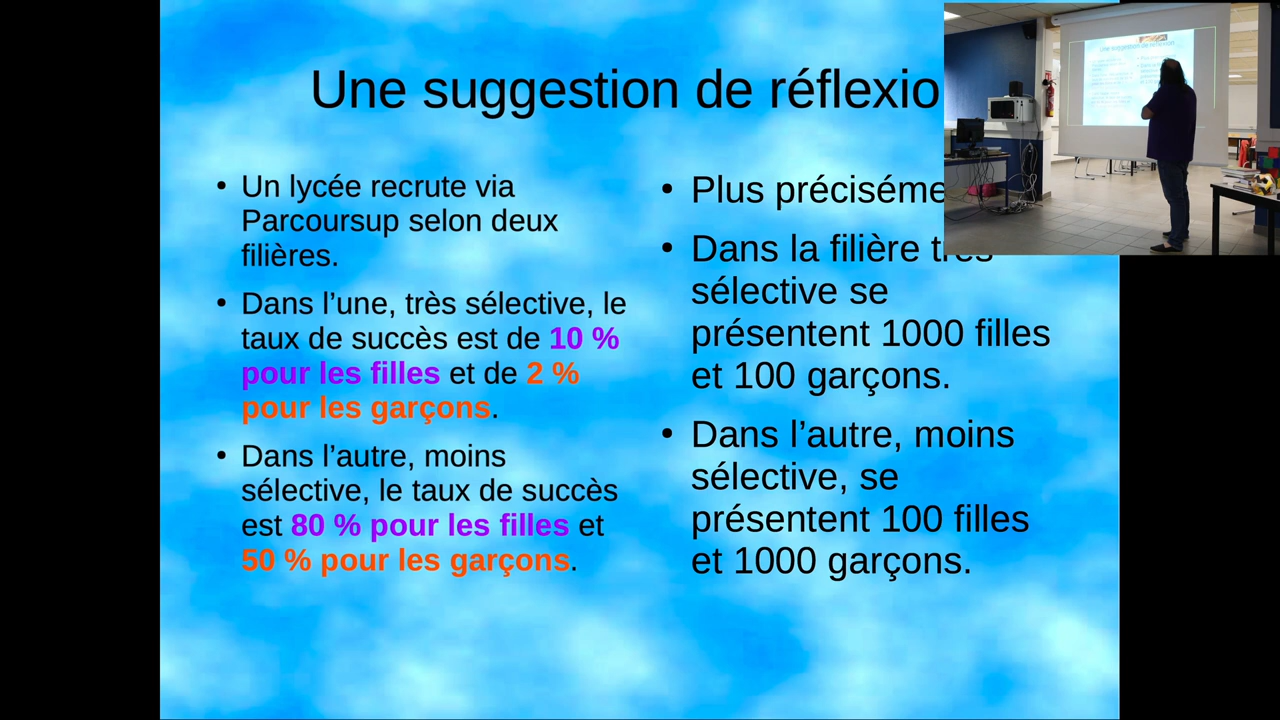 Une suggestion de réflexio
• Un lycée recrute via
Parcoursup selon deux
filières.
• Dans l’une, très sélective, le
taux de succès est de 10 %
pour les filles et de 2 %
pour les garçons.
• Dans l’autre, moins
sélective, le taux de succès
est 80 % pour les filles et
50 % pour les garçons.
• Plus préciséme
• Dans la filière très
sélective se
présentent 1000 filles
et 100 garçons.
• Dans l’autre, moins
sélective, se
présentent 100 filles
et 1000 garçons.